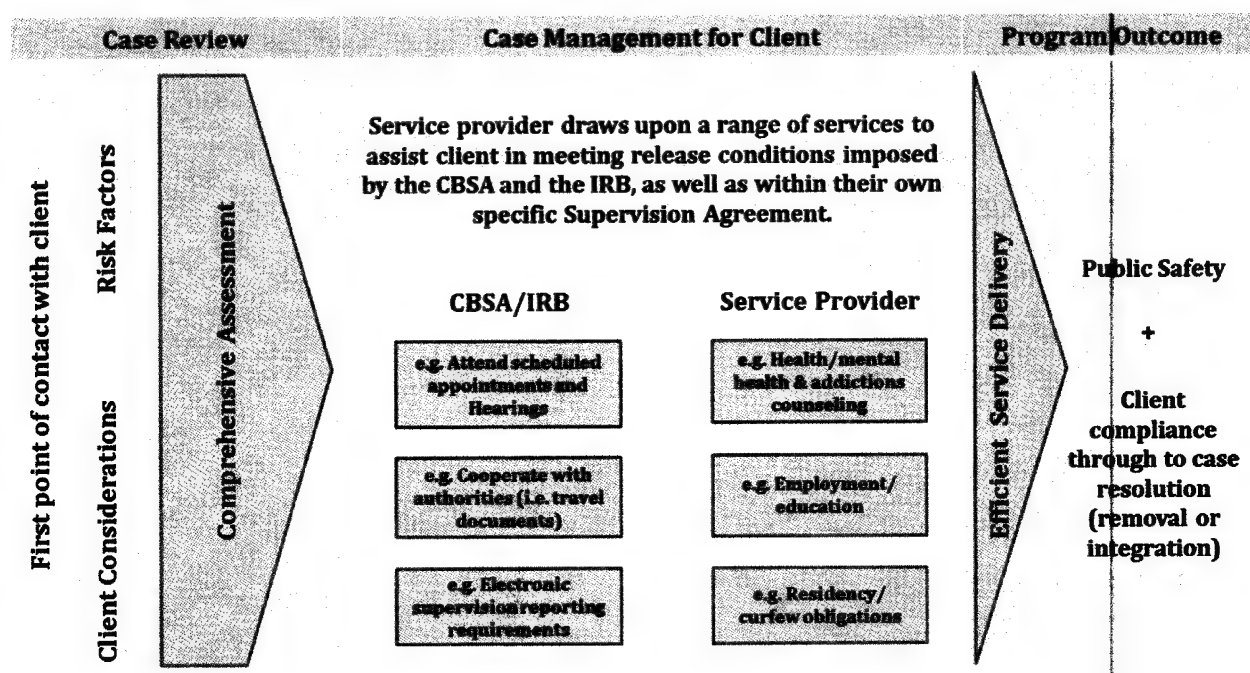 Case Review
Case Management for Client
Program Outcome
First point of contact with client
Risk Factors
Client Considerations
Comprehensive Assessment
Service provider draws upon a range of services to
assist client in meeting release conditions imposed
by the CBSA and the IRB, as well as within their own
specific Supervision Agreement.
CBSA/IRB
e.g. Attend scheduled
appointments and
Hearings
e.g. Cooperate with
authorities (i.e. travel
documents)
e.g. Electronic
supervision reporting
requirements
Service Provider
e.g. Health/mental
health & addictions
counseling
e.g. Employment/
education
e.g. Residency/
curfew obligations
Efficient Service Delivery
Public Safety
+
Client
compliance
through to case
resolution
(removal or
integration)